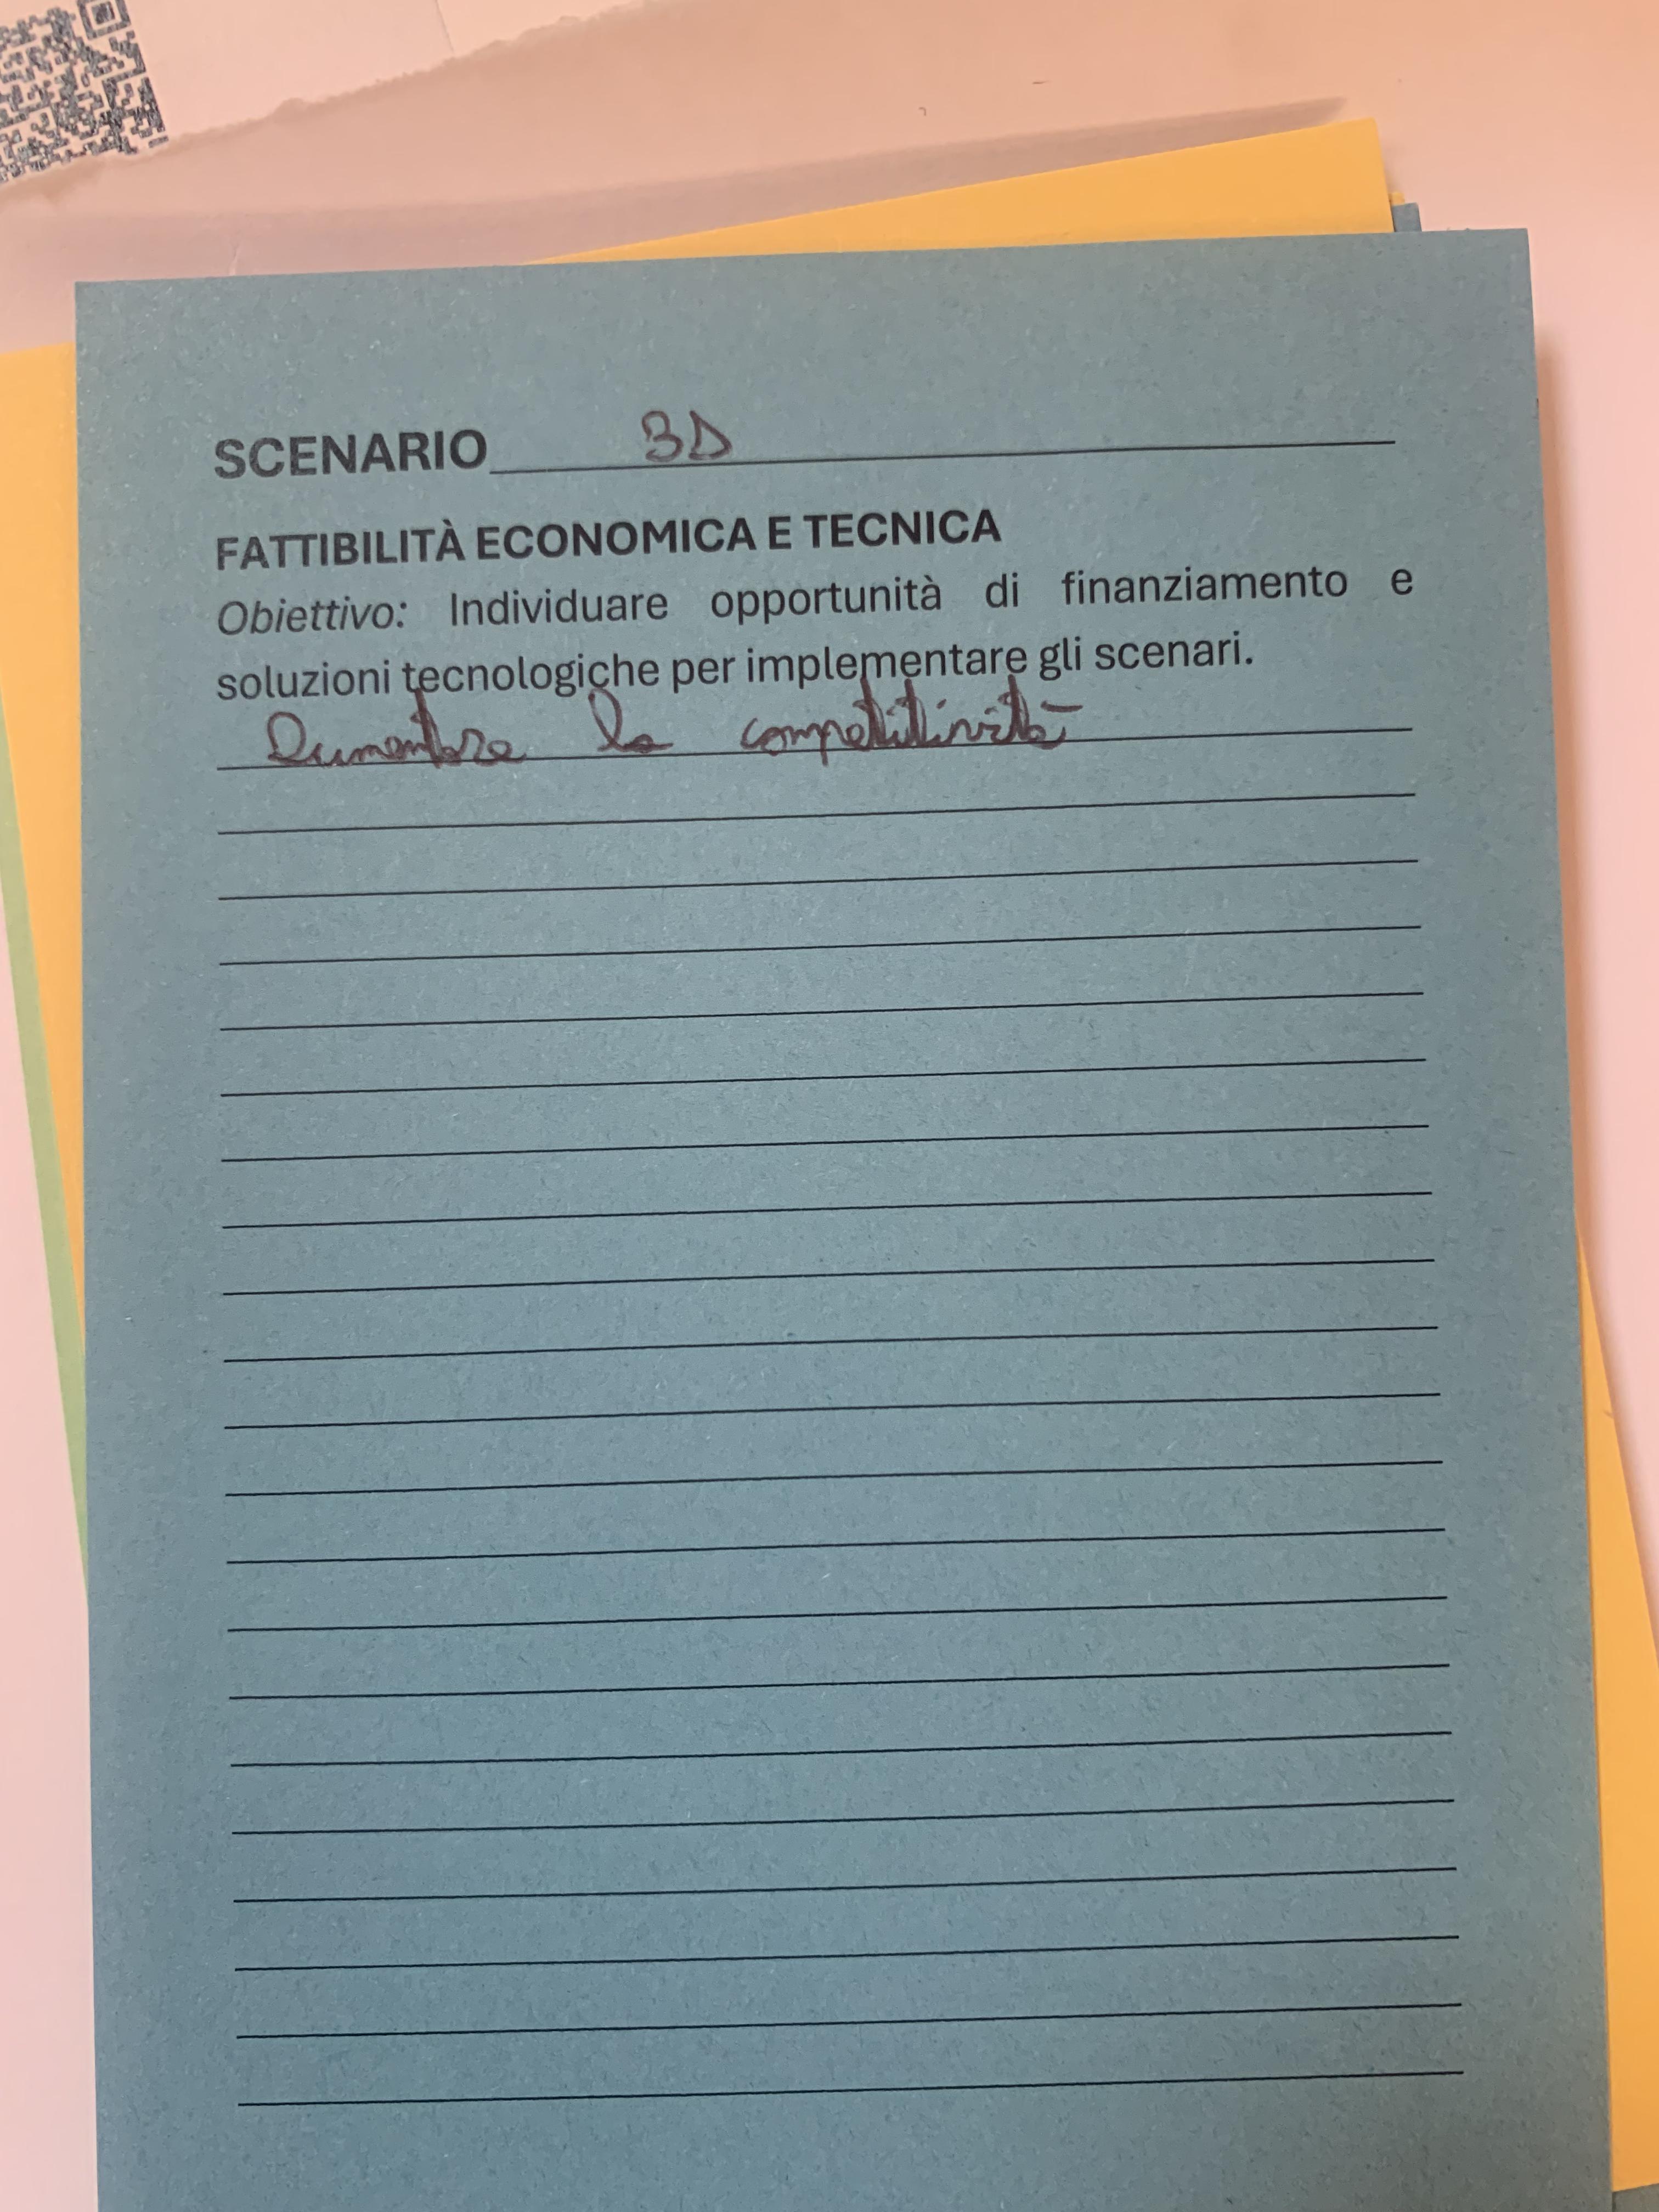 SCENARIO 3D
FATTIBILITÀ ECONOMICA E TECNICA
Obiettivo: Individuare opportunità di finanziamento e
soluzioni tecnologiche per implementare gli scenari.
Aumentare la competitività